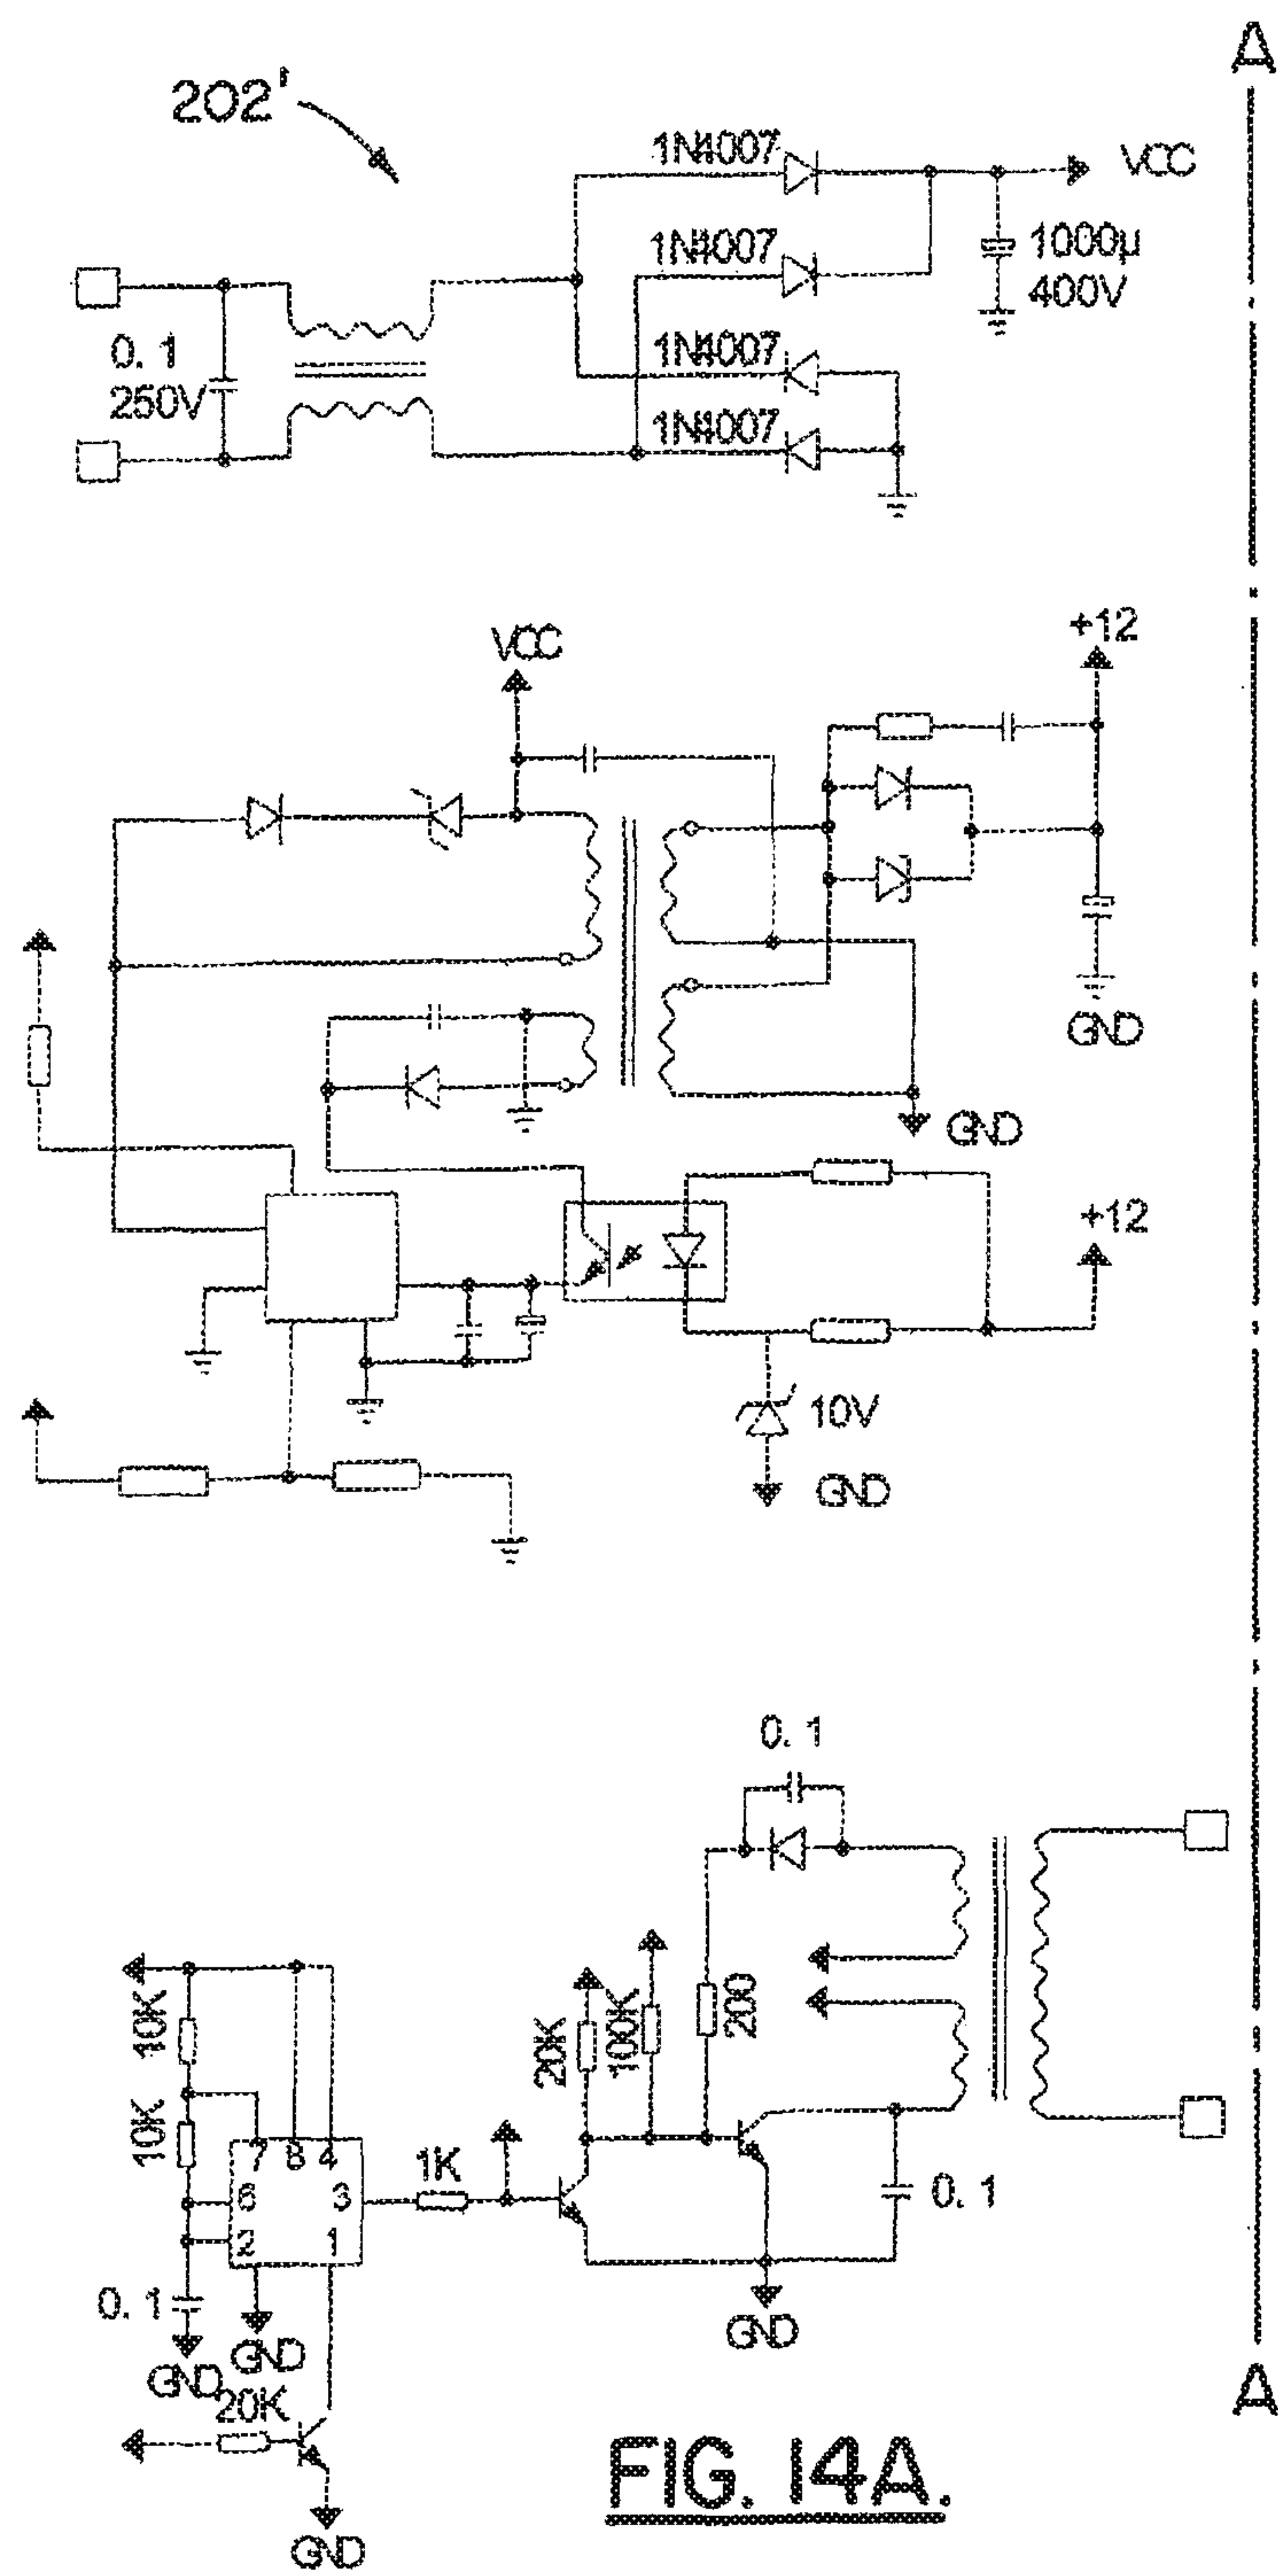 A
202'
1N4007
VCC
1N4007
1000µ
400V
0.1
250V
1N4007
1N4007
VCC
+12
GND
GND
+12
10V
GND
0.1
10K
20K
100K
200
10K
7 8 4
1K
6 3
0.1
2 1
0.1
GND
GND
GND
20K
A
FIG. 14A.
GND